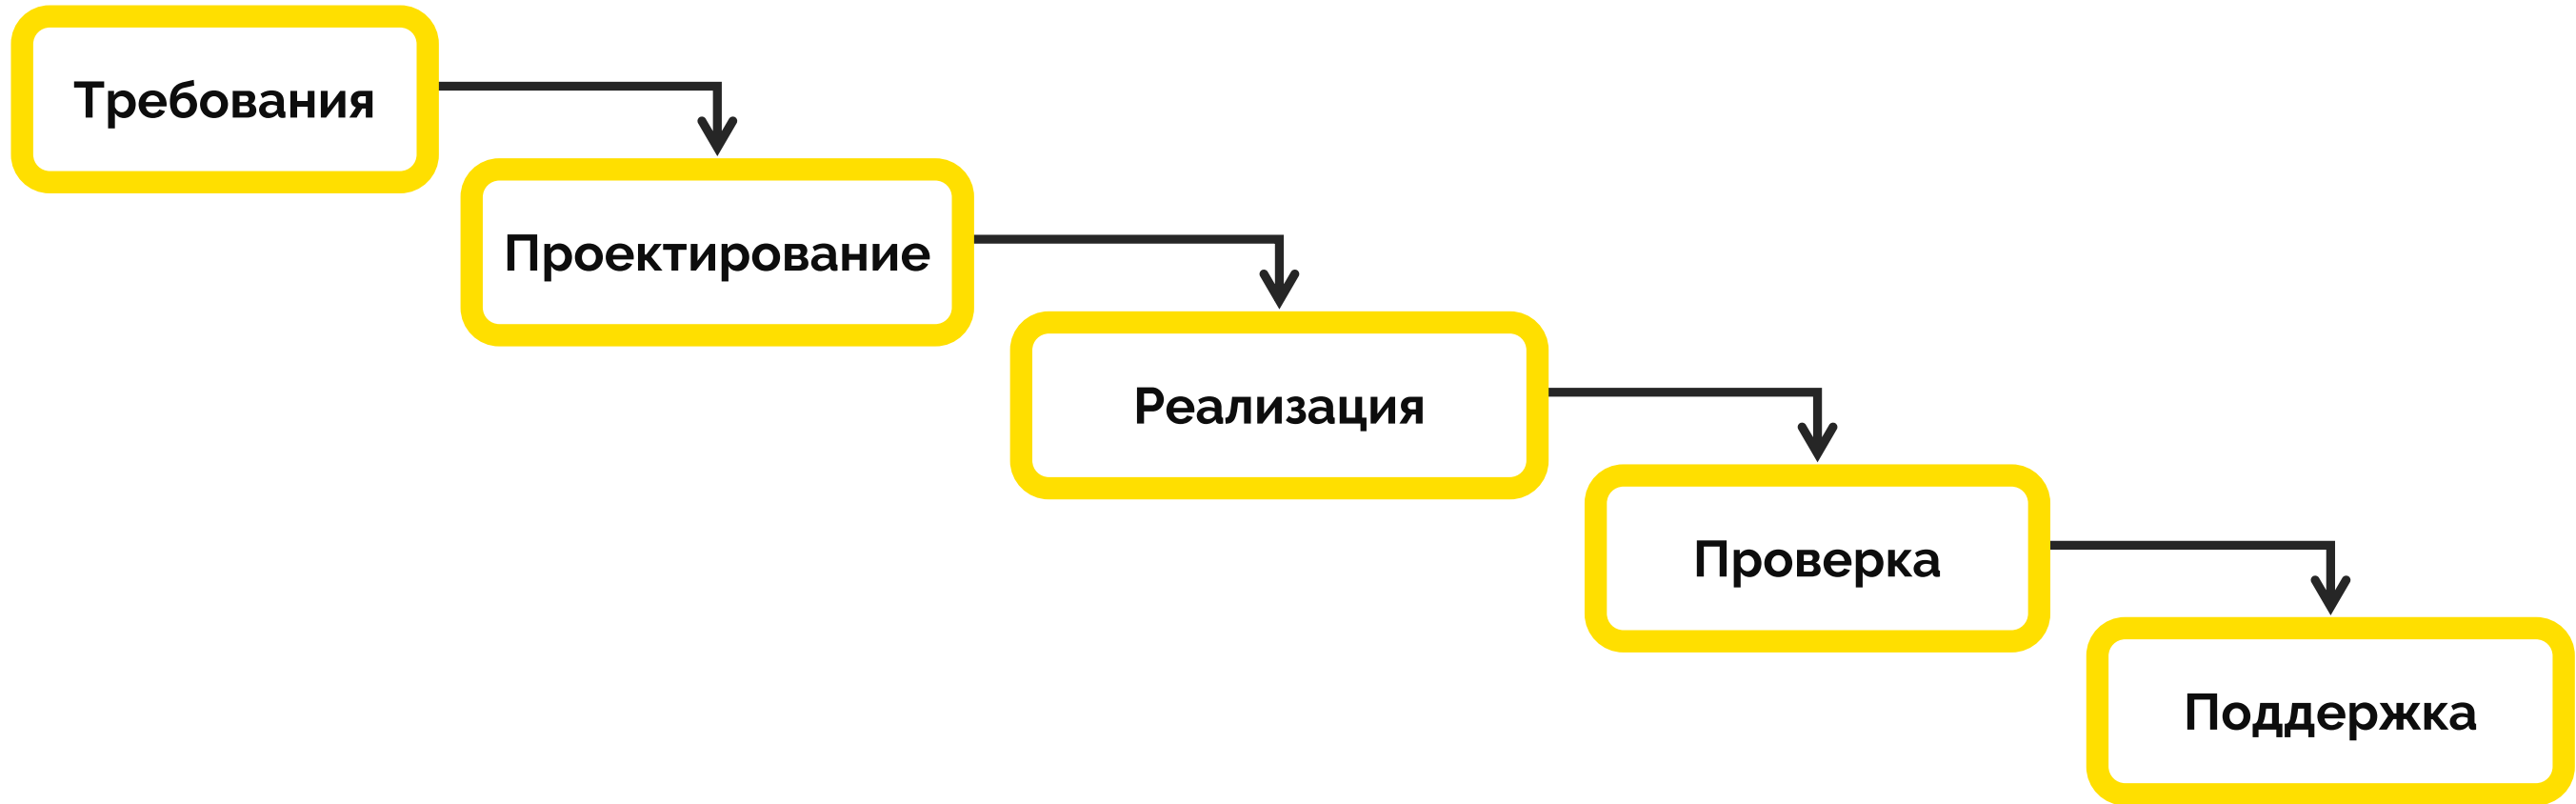 Требования
Проектирование
Реализация
Проверка
Поддержка